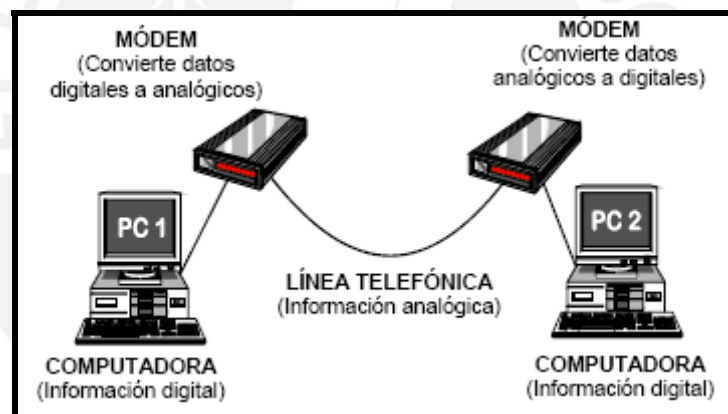 MÓDEM
(Convierte datos
digitales a analógicos)
MÓDEM
(Convierte datos
analógicos a digitales)
PC 1
PC 2
LÍNEA TELEFÓNICA
(Información analógica)
COMPUTADORA
(Información digital)
COMPUTADORA
(Información digital)